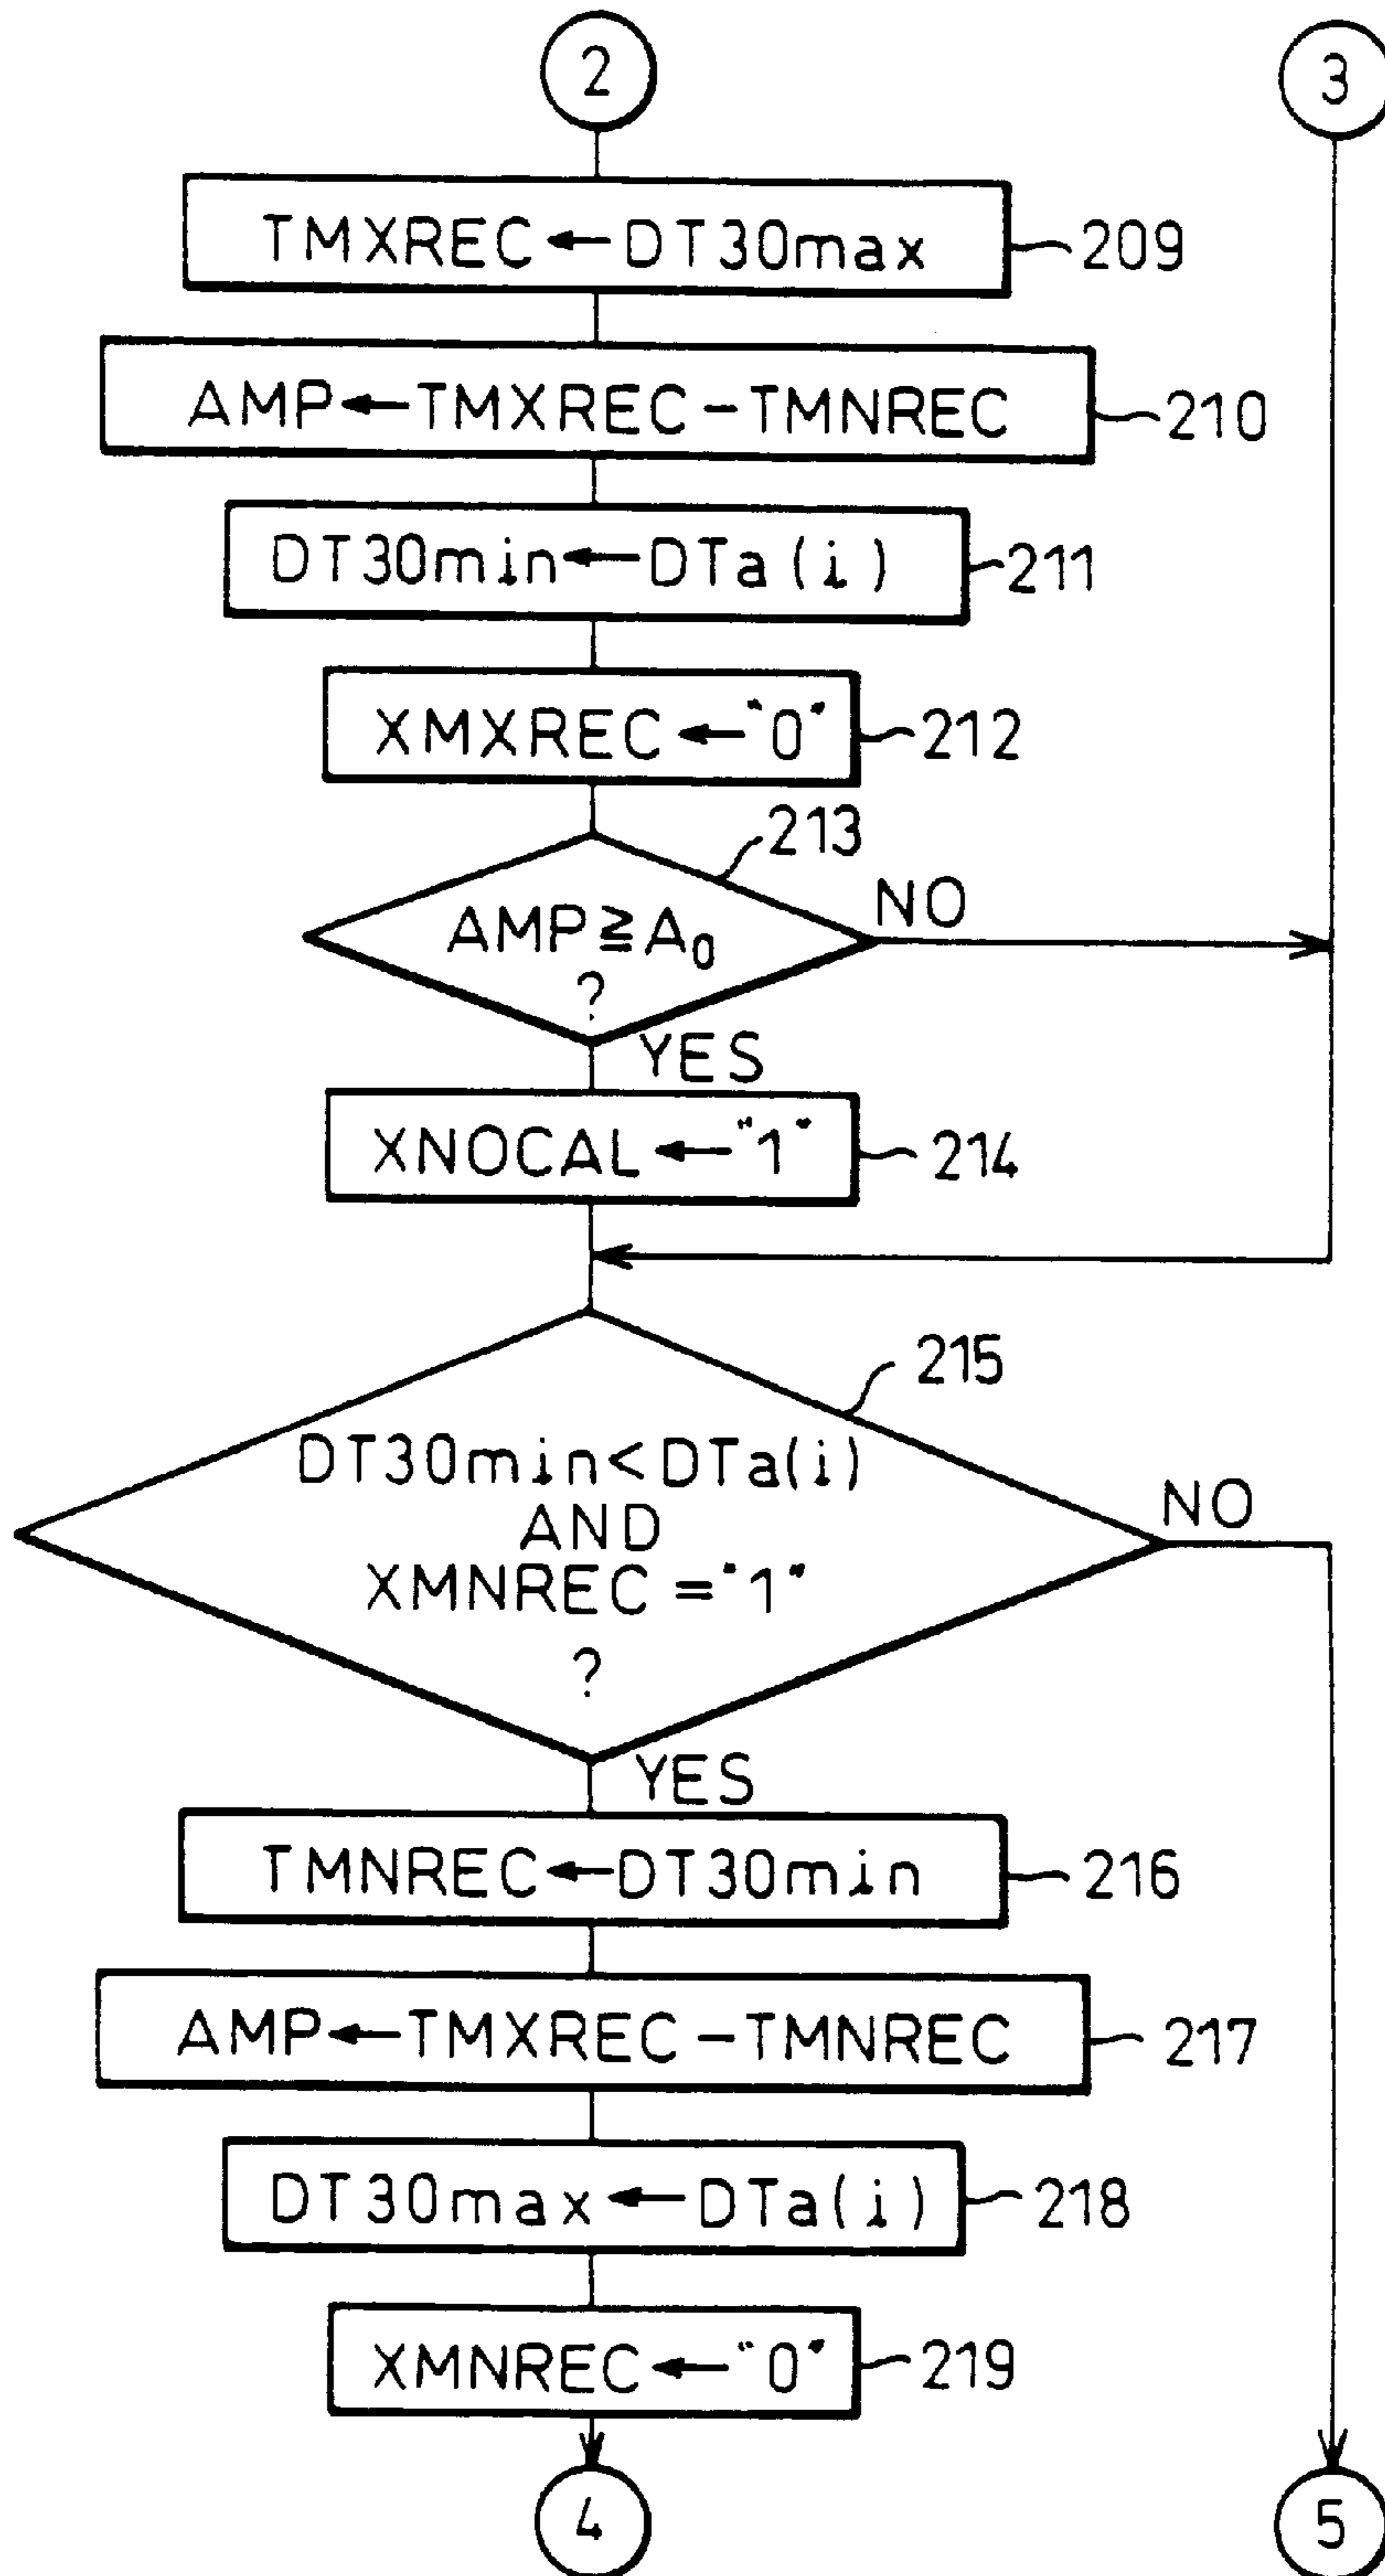 2
3
TMXREC←DT30max
209
AMP←TMXREC-TMNREC
210
DT30min←DTa(i)
211
XMXREC←"0"
212
213
AMP≧A₀
?
NO
YES
XNOCAL←"1"
214
215
DT30min<DTa(i)
AND
XMNREC="1"
?
NO
YES
TMNREC←DT30min
216
AMP←TMXREC-TMNREC
217
DT30max←DTa(i)
218
XMNREC←"0"
219
4
5